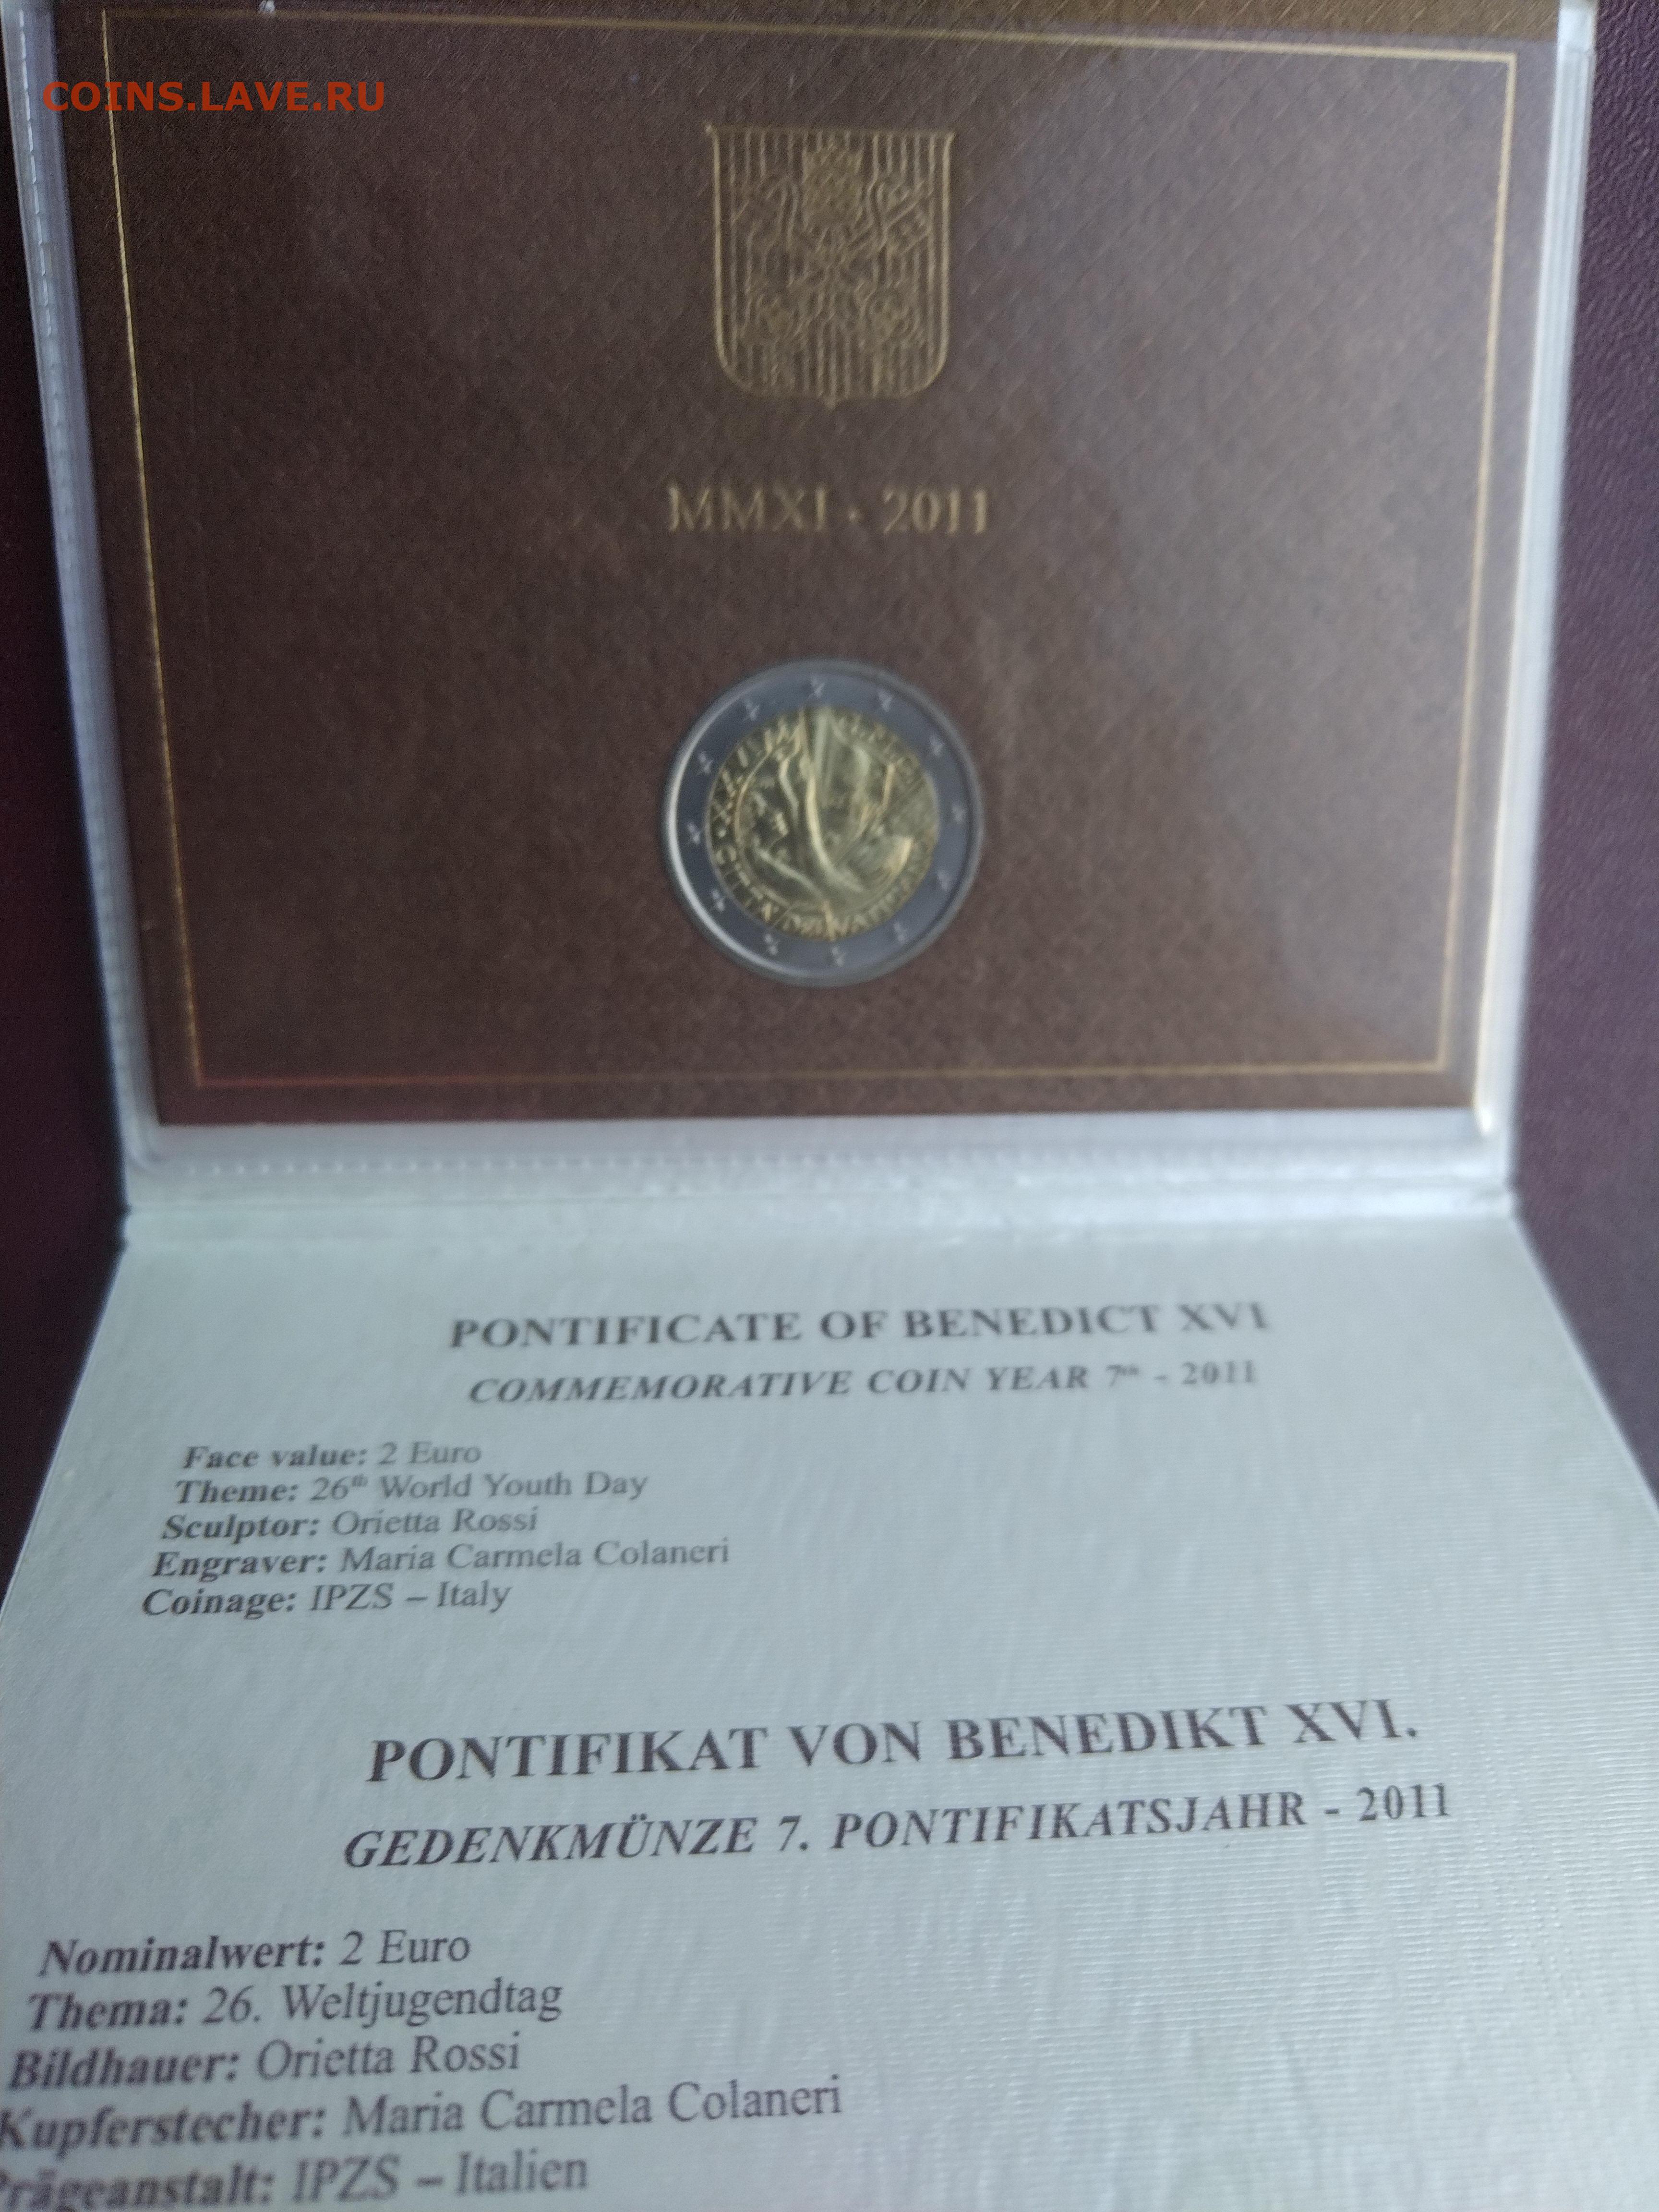 COINS.LAVE.RU
MMXI · 2011
CITTÀ DEL VATICANO
PONTIFICATE OF BENEDICT XVI
COMMEMORATIVE COIN YEAR 7th - 2011
Face value: 2 Euro
Theme: 26th World Youth Day
Sculptor: Orietta Rossi
Engraver: Maria Carmela Colaneri
Coinage: IPZS – Italy
PONTIFIKAT VON BENEDIKT XVI.
GEDENKMÜNZE 7. PONTIFIKATSJAHR - 2011
Nominalwert: 2 Euro
Thema: 26. Weltjugendtag
Bildhauer: Orietta Rossi
Kupferstecher: Maria Carmela Colaneri
Prägeanstalt: IPZS – Italien